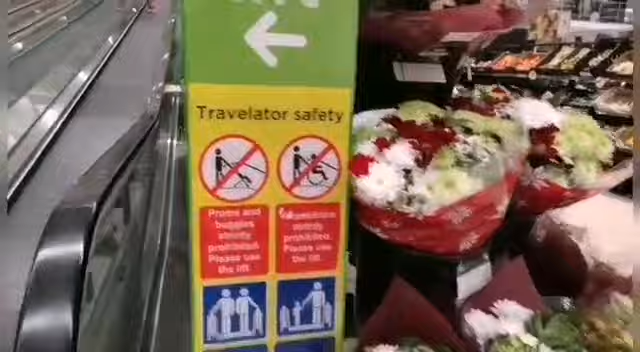 Travelator safety
Prams and
buggies
strictly
prohibited.
Please use
the lift
Wheelchairs
strictly
prohibited.
Please use
the lift